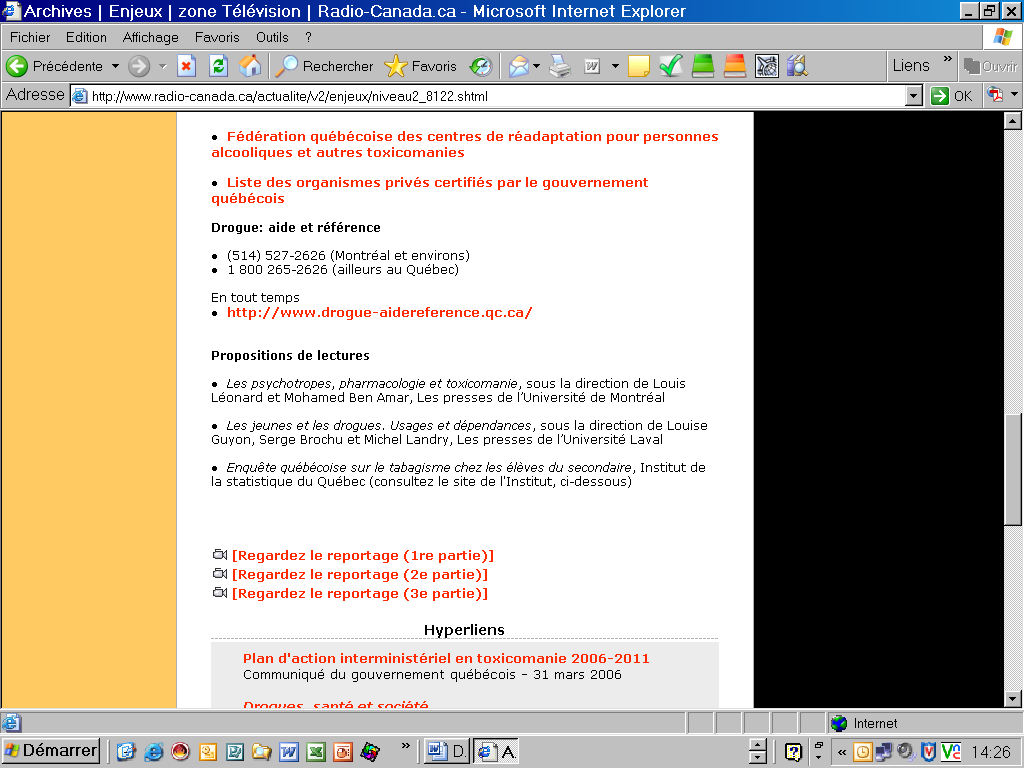 Archives | Enjeux | zone Télévision | Radio-Canada.ca - Microsoft Internet Explorer
Fichier Edition Affichage Favoris Outils ?
Précédente Rechercher Favoris Liens » Ouvrir
Adresse http://www.radio-canada.ca/actualite/v2/enjeux/niveau2_8122.shtml OK
• Fédération québécoise des centres de réadaptation pour personnes
alcooliques et autres toxicomanies
• Liste des organismes privés certifiés par le gouvernement
québécois
Drogue: aide et référence
• (514) 527-2626 (Montréal et environs)
• 1 800 265-2626 (ailleurs au Québec)
En tout temps
• http://www.drogue-aidereference.qc.ca/
Propositions de lectures
• Les psychotropes, pharmacologie et toxicomanie, sous la direction de Louis
Léonard et Mohamed Ben Amar, Les presses de l’Université de Montréal
• Les jeunes et les drogues. Usages et dépendances, sous la direction de Louise
Guyon, Serge Brochu et Michel Landry, Les presses de l’Université Laval
• Enquête québécoise sur le tabagisme chez les élèves du secondaire, Institut de
la statistique du Québec (consultez le site de l'Institut, ci-dessous)
[Regardez le reportage (1re partie)]
[Regardez le reportage (2e partie)]
[Regardez le reportage (3e partie)]
Hyperliens
Plan d'action interministériel en toxicomanie 2006-2011
Communiqué du gouvernement québécois - 31 mars 2006
Drogues, santé et société
Internet
Démarrer » D. A. « 14:26